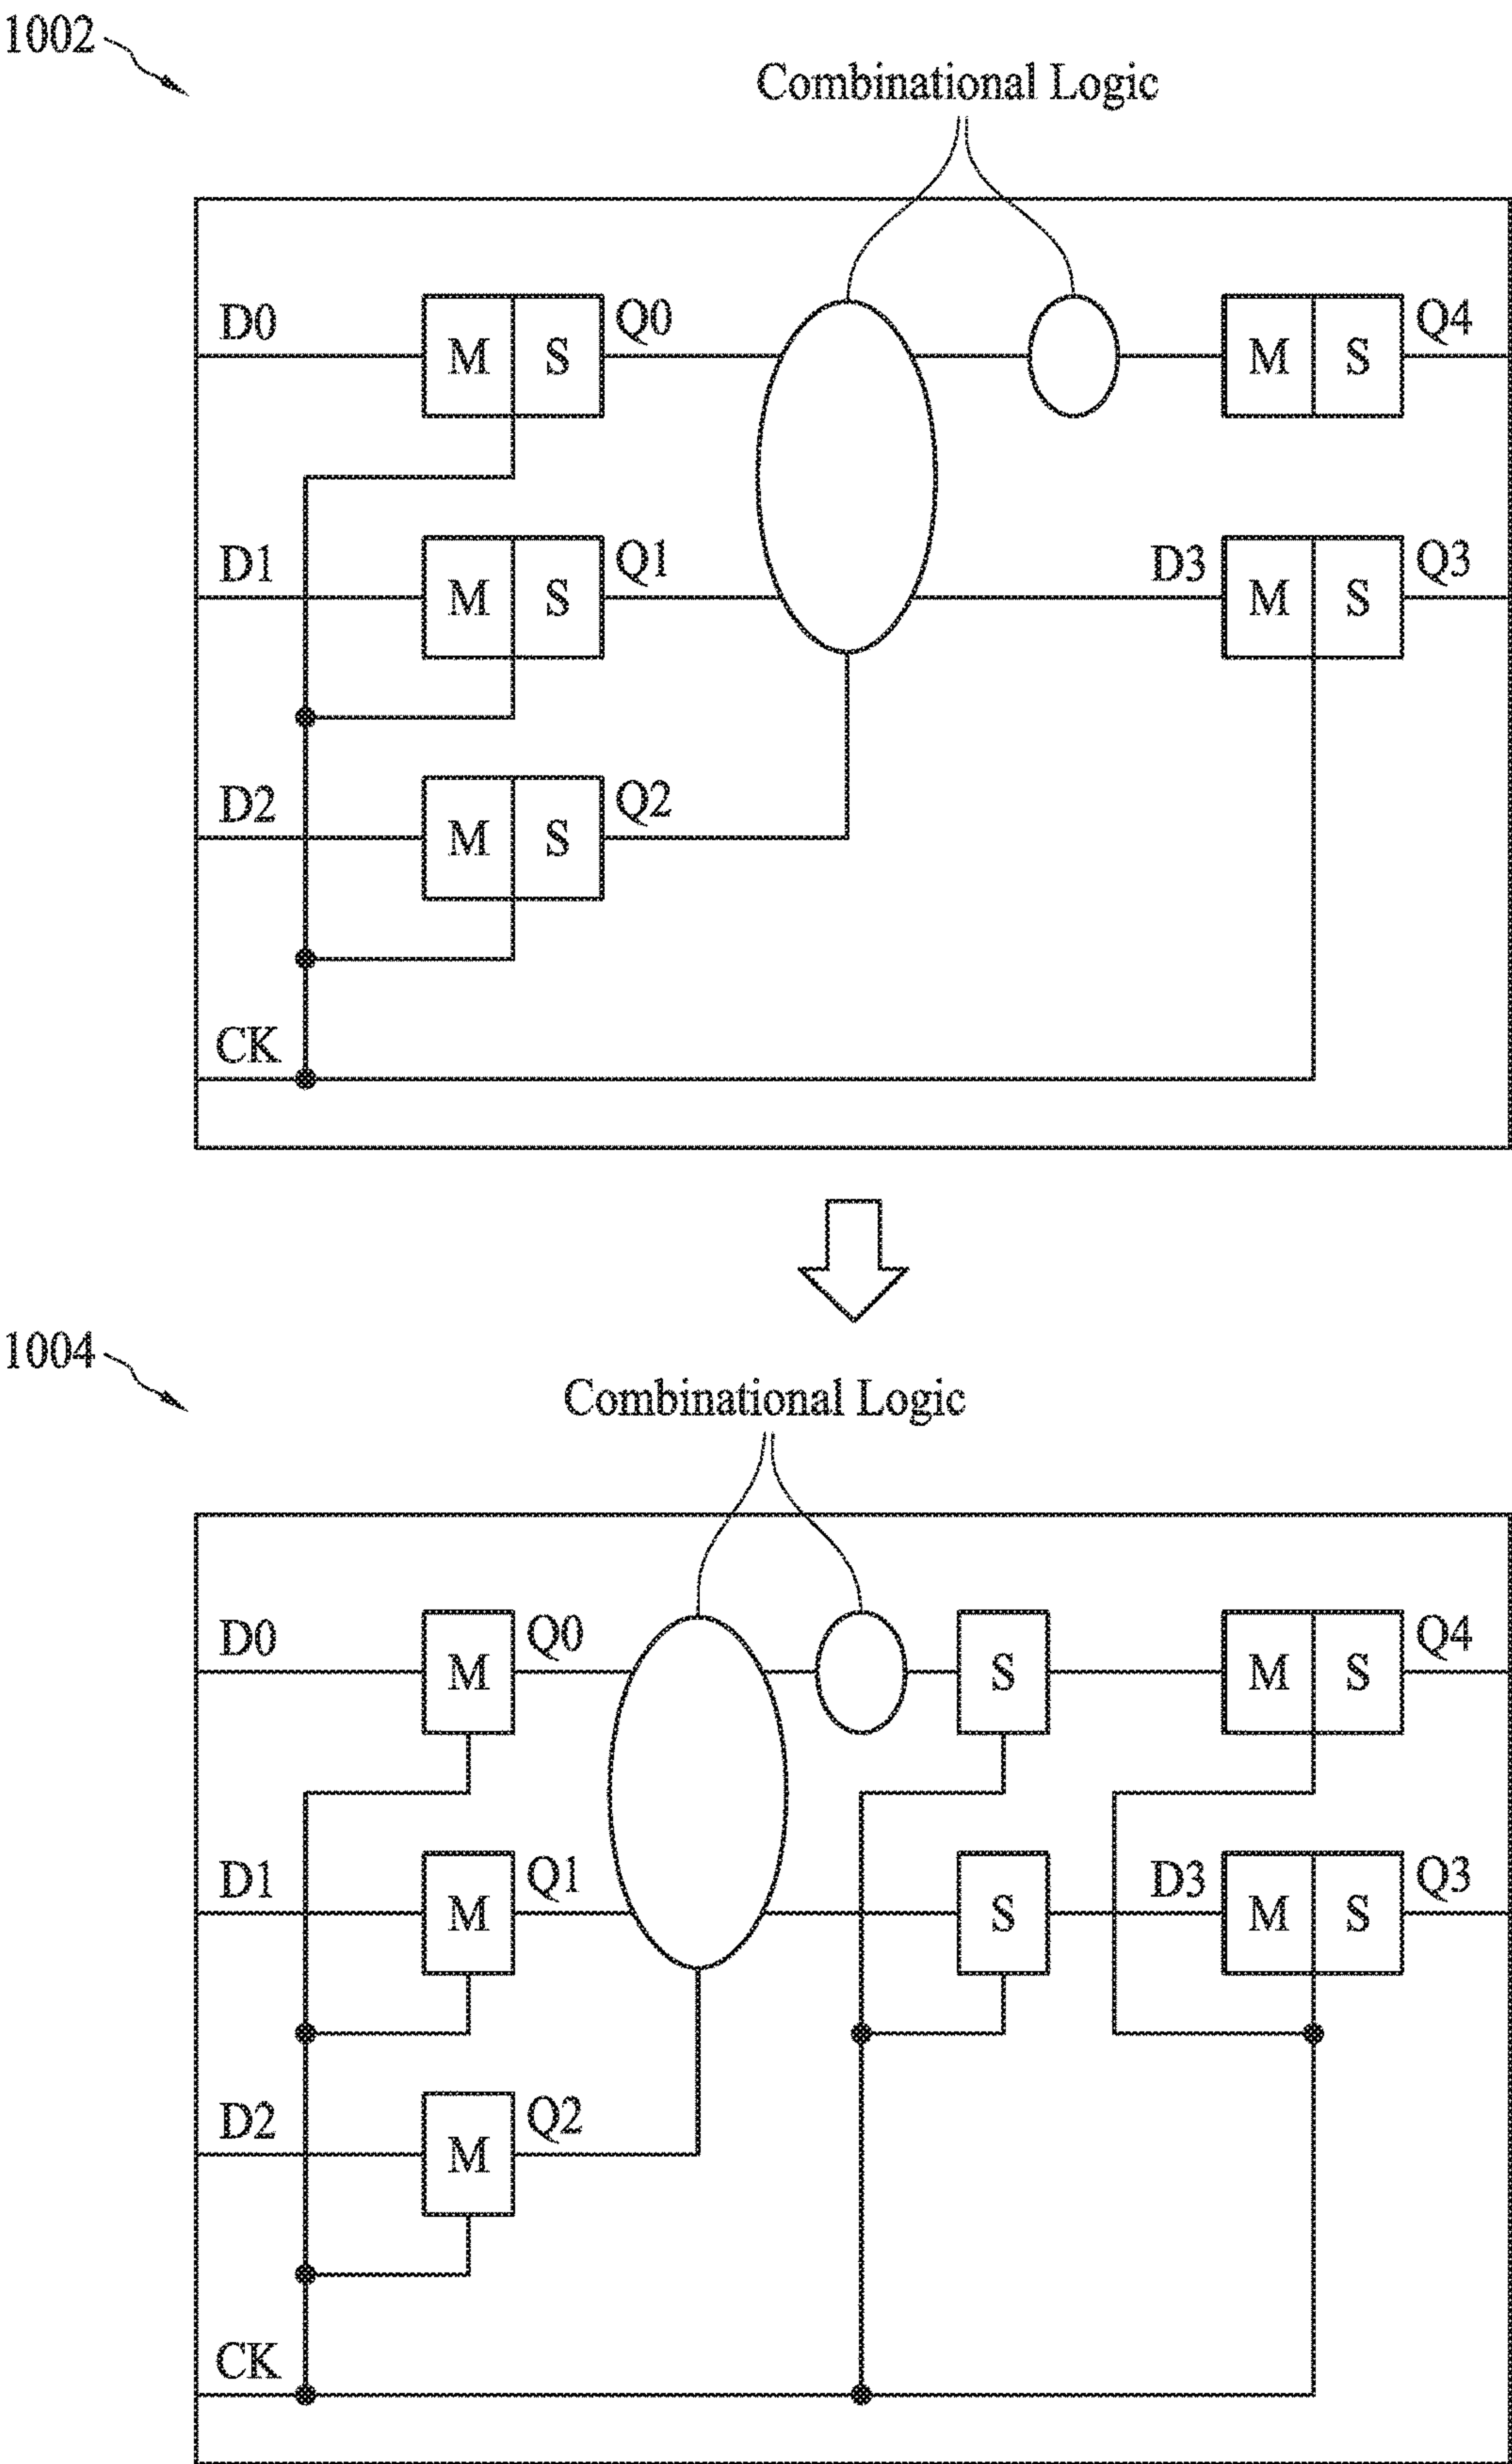 1002
Combinational Logic
D0 M S Q0 M S Q4
D1 M S Q1 D3 M S Q3
D2 M S Q2
CK
1004
Combinational Logic
D0 M Q0 S M S Q4
D1 M Q1 S D3 M S Q3
D2 M Q2
CK